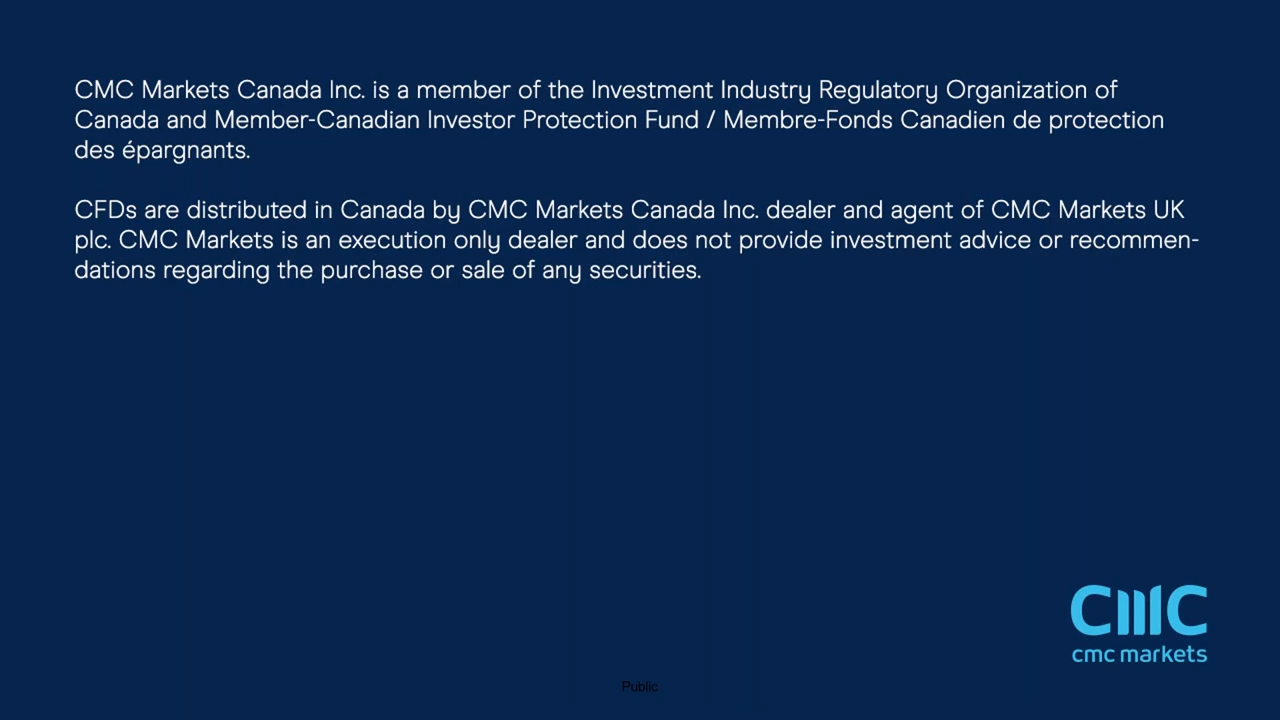 CMC Markets Canada Inc. is a member of the Investment Industry Regulatory Organization of
Canada and Member-Canadian Investor Protection Fund / Membre-Fonds Canadien de protection
des épargnants.
CFDs are distributed in Canada by CMC Markets Canada Inc. dealer and agent of CMC Markets UK
plc. CMC Markets is an execution only dealer and does not provide investment advice or recommen-
dations regarding the purchase or sale of any securities.
CMC
cmc markets
Public